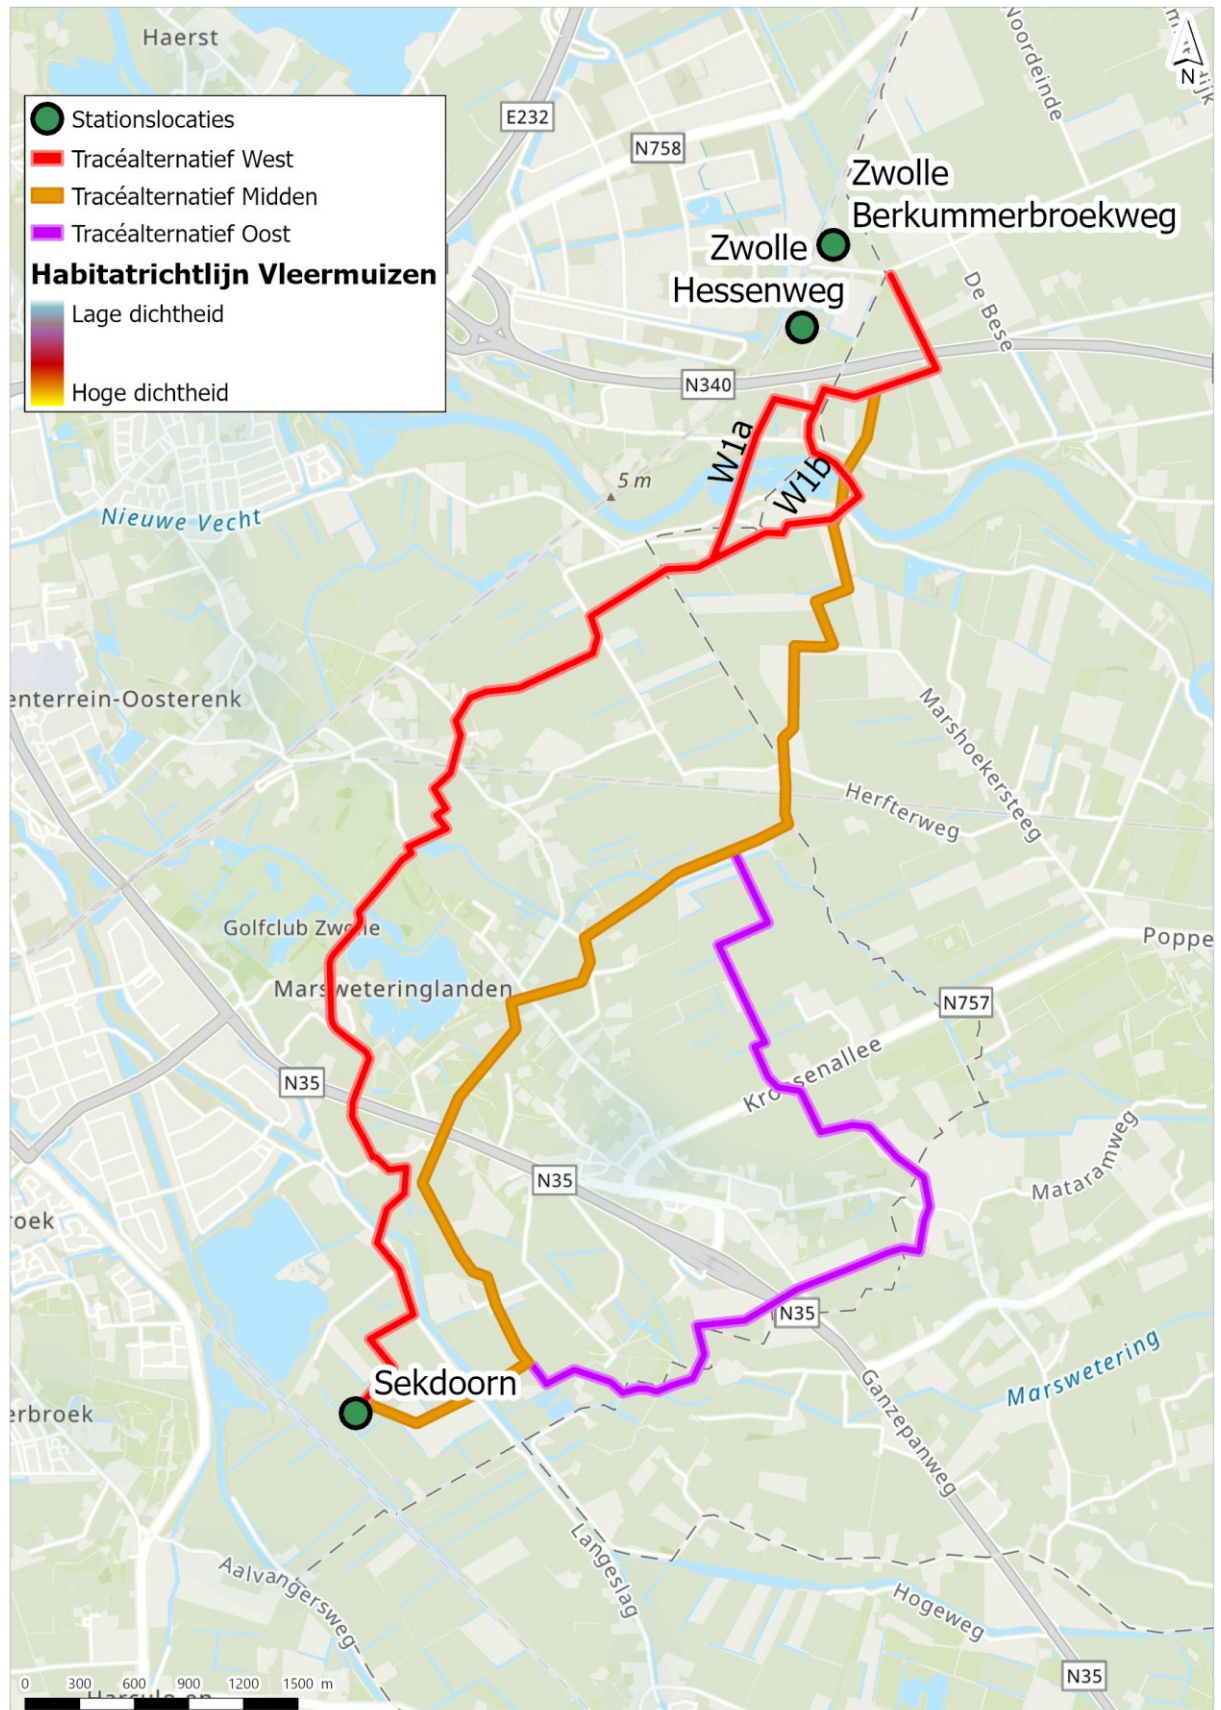 Haerst
Noordeinde
N
E232
N758
Stationslocaties
Tracéalternatief West
Tracéalternatief Midden
Tracéalternatief Oost
Habitatrichtlijn Vleermuizen
Lage dichtheid
Hoge dichtheid
Zwolle
Berkummerbroekweg
Zwolle
Hessenweg
De Bese
N340
W1a
W1b
5 m
Nieuwe Vecht
enterrein-Oosterenk
Marshoekersteeg
Herfterweg
Golfclub Zwolle
Marsweteringlanden
Poppe
N757
Kroesenallee
N35
N35
Mataramweg
roek
N35
Sekdoorn
Marswetering
erbroek
Ganzepanweg
Langeslag
Aalvangersweg
Hogeweg
N35
0 300 600 900 1200 1500 m